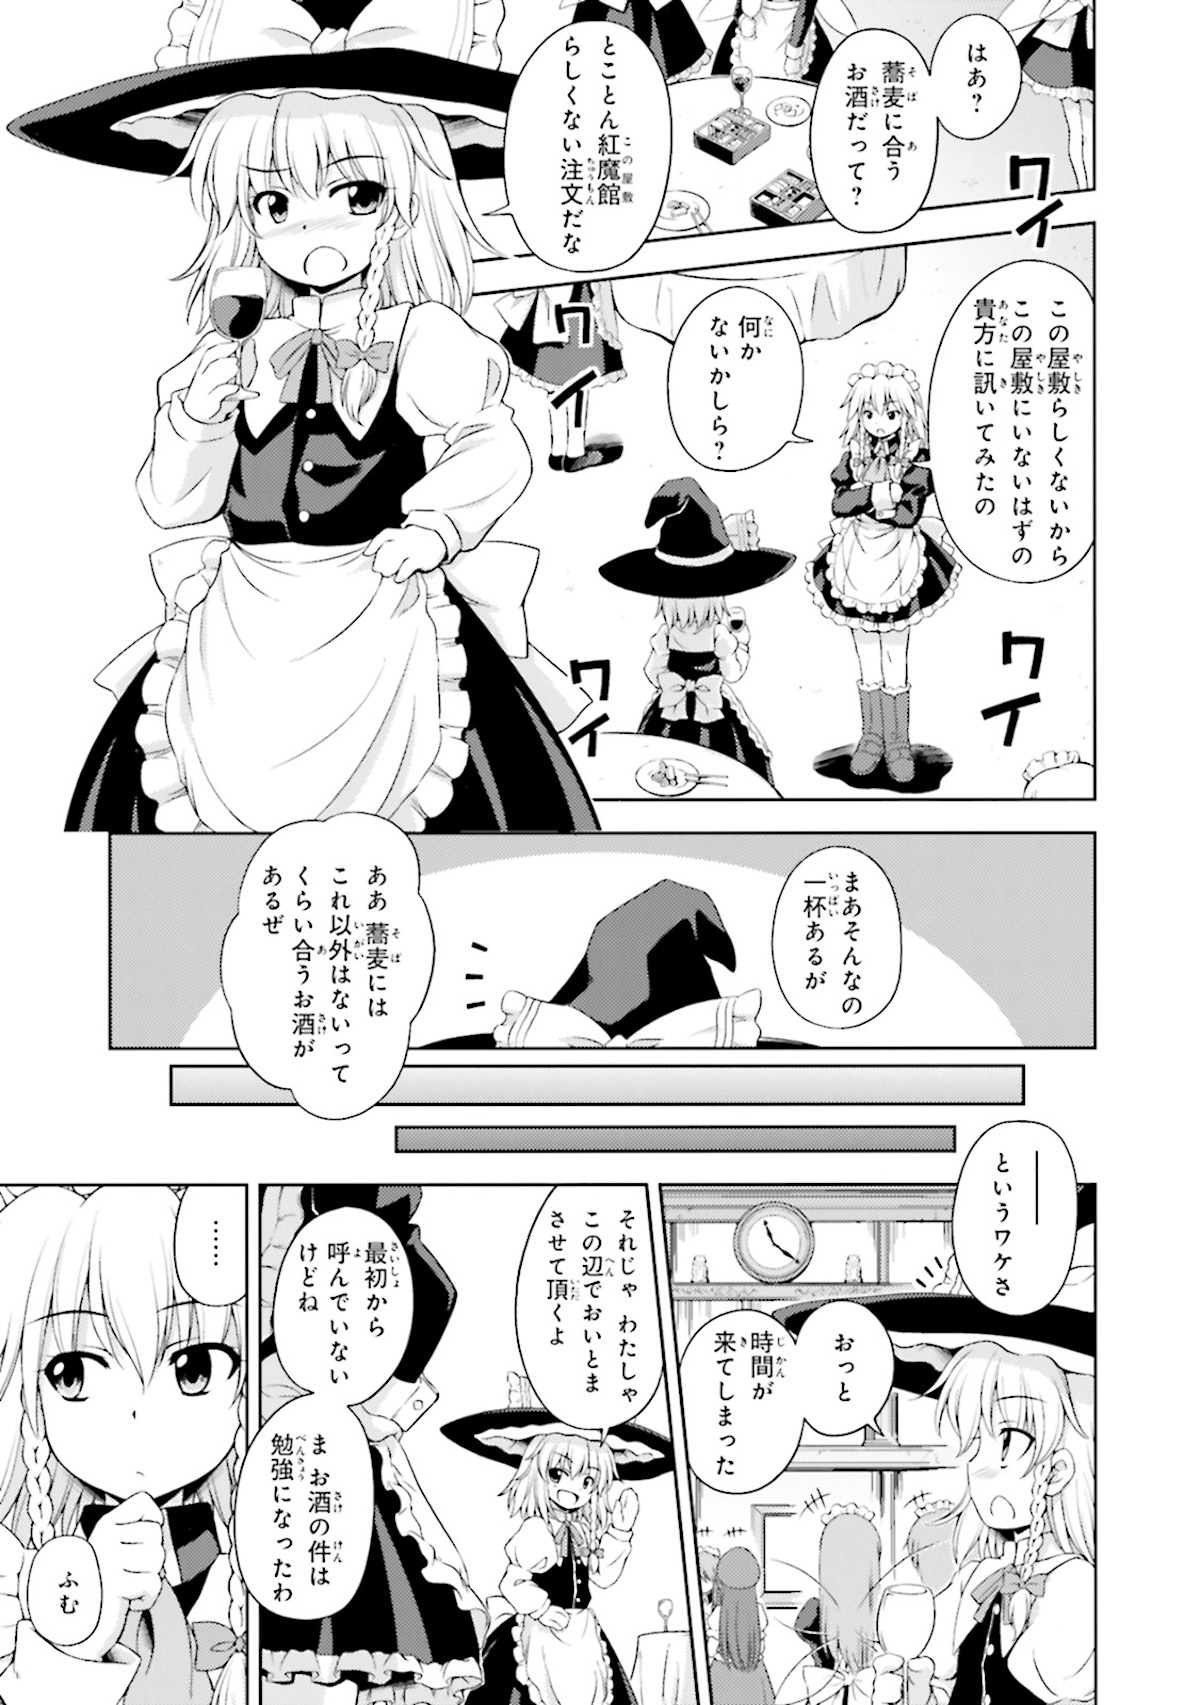 はあ?
蕎麦に合う
お酒だって?
とことん紅魔館
らしくない注文だな
ワイ
この屋敷らしくないから
この屋敷にいないはずの
貴方に訊いてみたの
何か
ないかしら?
ワイ
ワイ
ワイ
まあそんなの
一杯あるが
ああ 蕎麦には
これ以外はないって
くらい合うお酒が
あるぜ
――
というワケさ
おっと
時間が
来てしまった
それじゃ わたしゃ
この辺でおいとま
させて頂くよ
最初から
呼んでいない
けどね
ま お酒の件は
勉強になったわ
……
ふむ